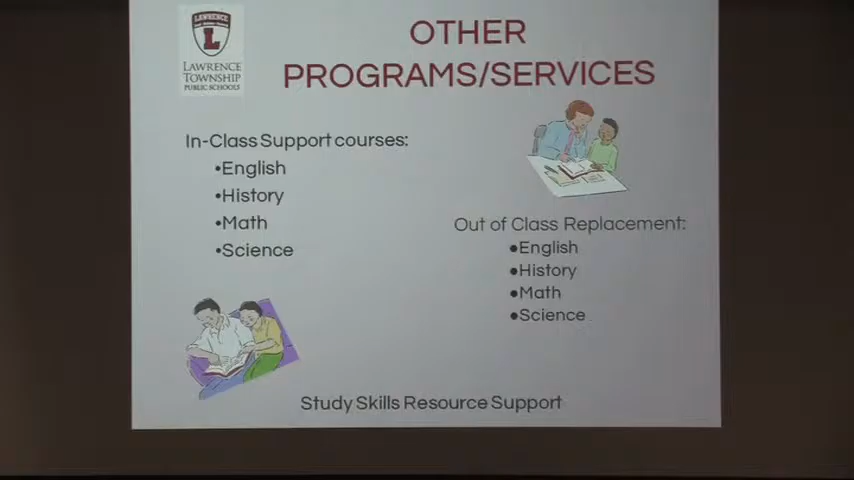 LAWRENCE
L
LAWRENCE
TOWNSHIP
PUBLIC SCHOOLS
OTHER
PROGRAMS/SERVICES
In-Class Support courses:
•English
•History
•Math
•Science
Out of Class Replacement:
●English
●History
●Math
●Science
Study Skills Resource Support